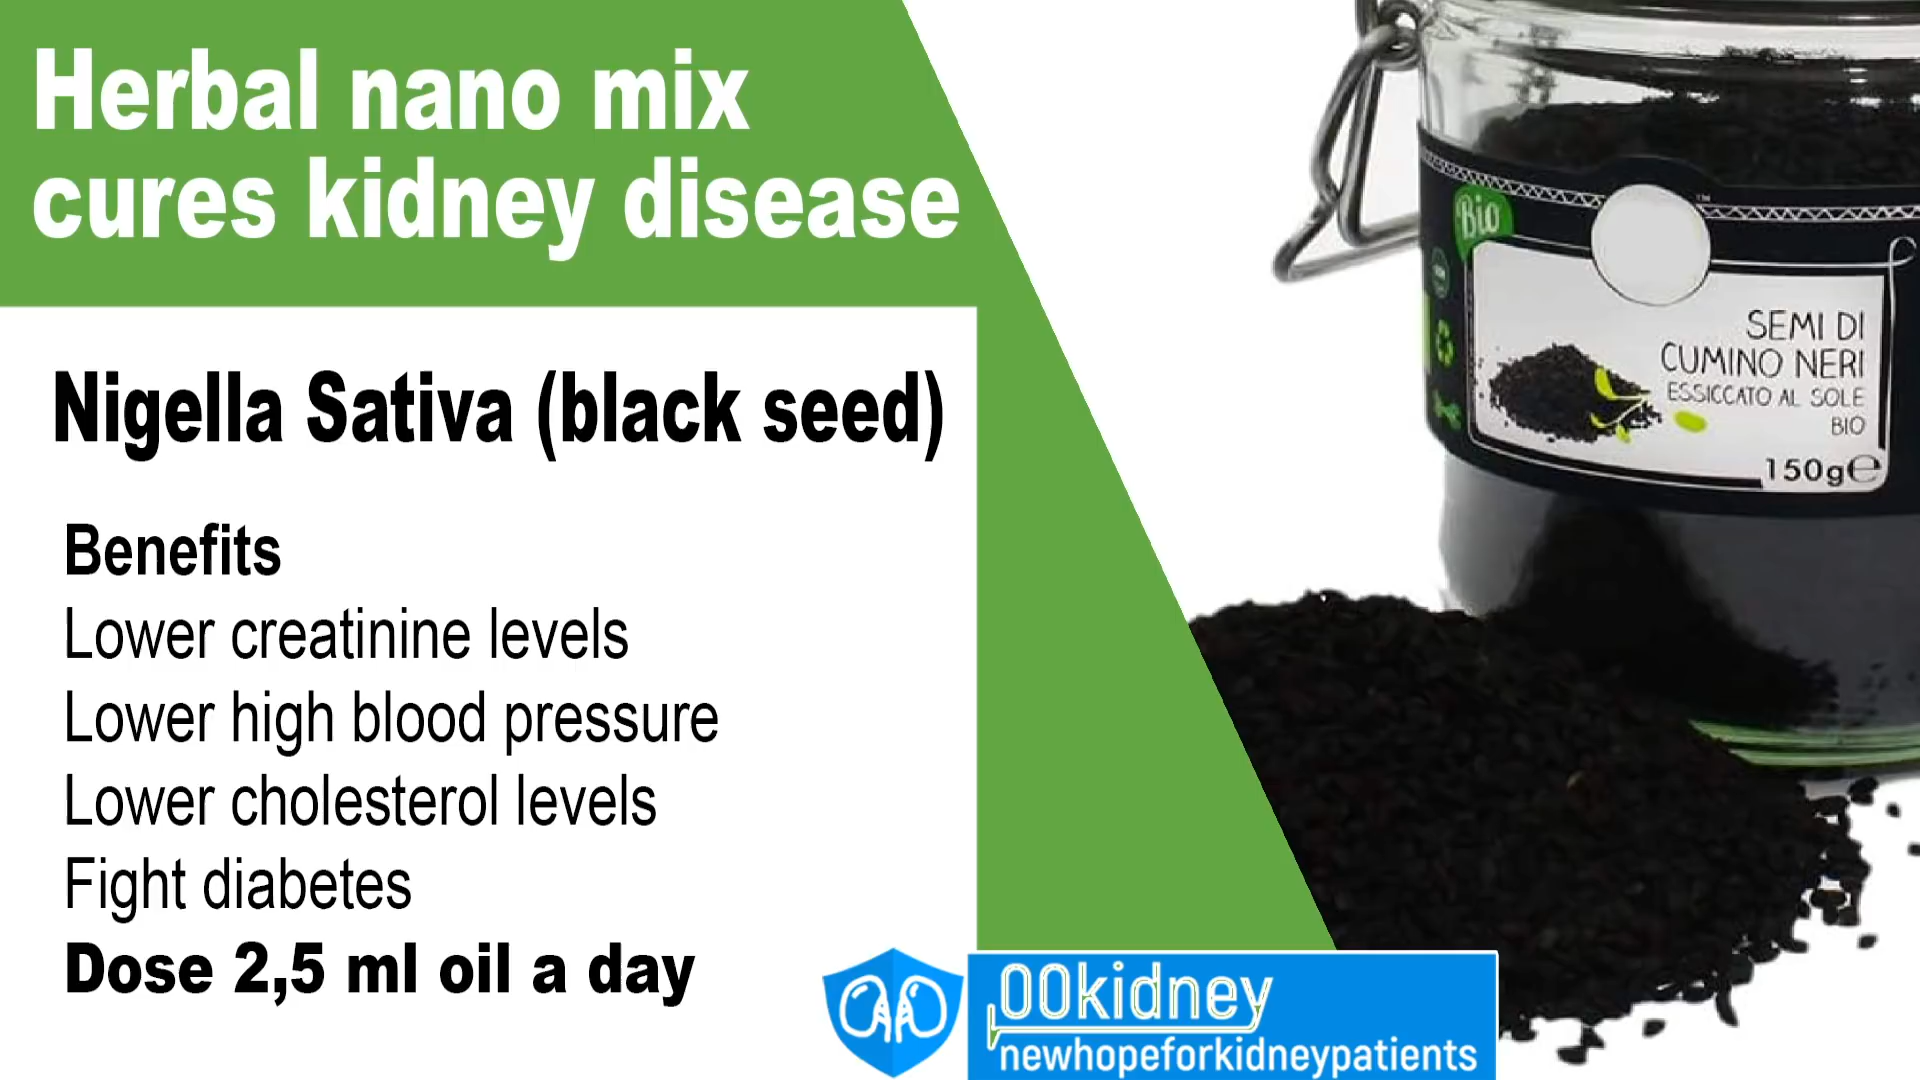 Herbal nano mix
cures kidney disease
Nigella Sativa (black seed)
Benefits
Lower creatinine levels
Lower high blood pressure
Lower cholesterol levels
Fight diabetes
Dose 2,5 ml oil a day
Bio
™
SEMI DI
CUMINO NERI
ESSICCATO AL SOLE
BIO
150g℮
00kidney
newhopeforkidneypatients